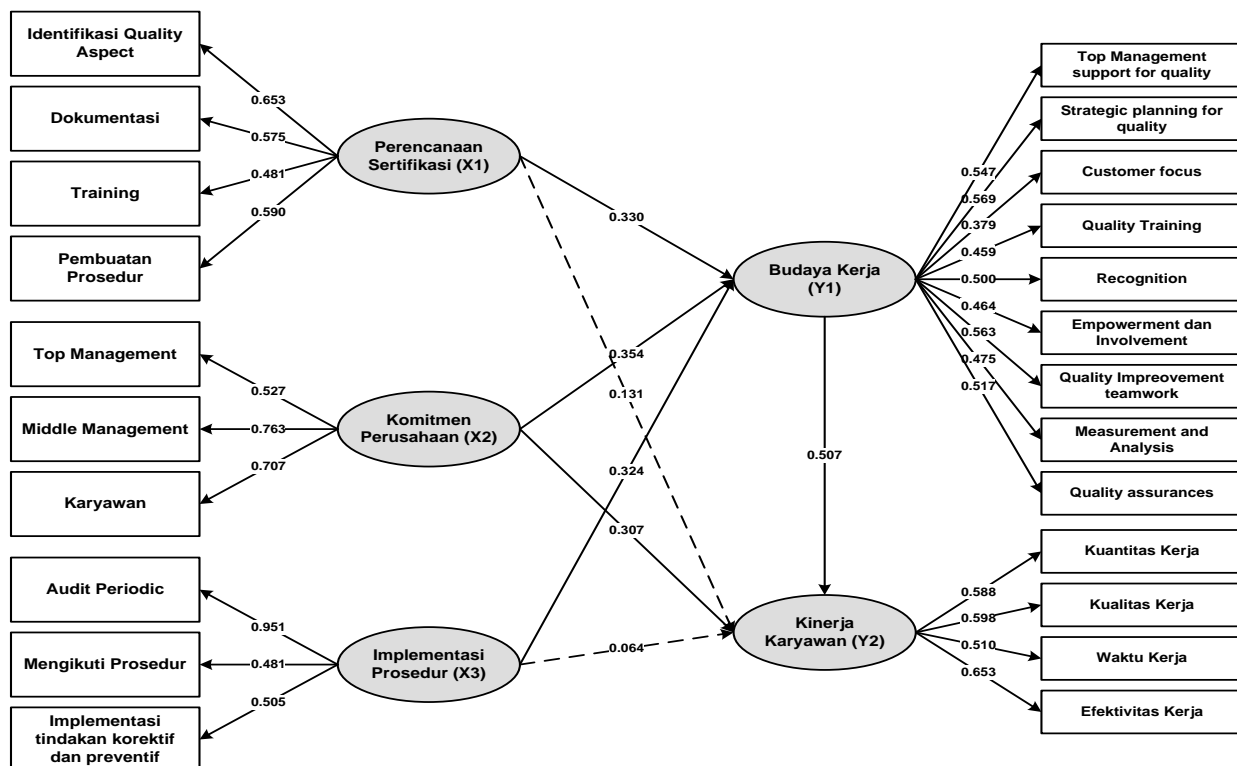 Identifikasi Quality
Aspect
Dokumentasi
Training
Pembuatan
Prosedur
0.653
0.575
0.481
0.590
Perencanaan
Sertifikasi (X1)
Top Management
Middle Management
Karyawan
0.527
0.763
0.707
Komitmen
Perusahaan (X2)
Audit Periodic
Mengikuti Prosedur
Implementasi
tindakan korektif
dan preventif
0.951
0.481
0.505
Implementasi
Prosedur (X3)
0.330
0.354
0.131
0.324
0.307
0.064
0.507
Budaya Kerja
(Y1)
Kinerja
Karyawan (Y2)
0.547
0.569
0.379
0.459
0.500
0.464
0.563
0.475
0.517
Top Management
support for quality
Strategic planning for
quality
Customer focus
Quality Training
Recognition
Empowerment dan
Involvement
Quality Impreovement
teamwork
Measurement and
Analysis
Quality assurances
0.588
0.598
0.510
0.653
Kuantitas Kerja
Kualitas Kerja
Waktu Kerja
Efektivitas Kerja